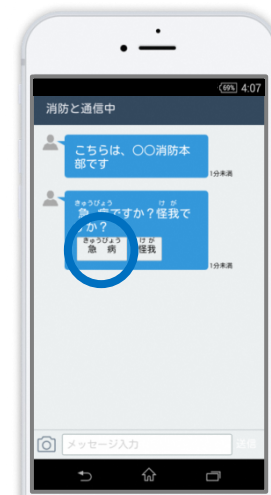 69% 4:07
消防と通信中
こちらは、〇〇消防本
部です
1分未満
きゅうびょう けが
急病ですか?怪我で
か?
きゅうびょう けが
急病 怪我
1分未満
メッセージ入力
送信